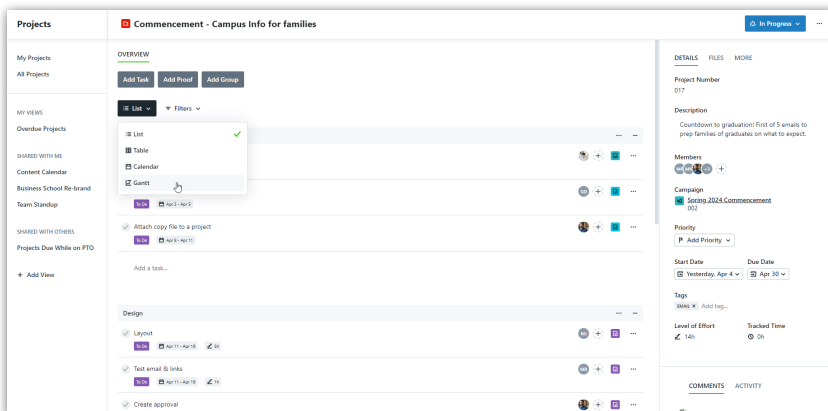 Projects
Commencement - Campus Info for families
In Progress
My Projects
All Projects
MY VIEWS
Overdue Projects
SHARED WITH ME
Content Calendar
Business School Re-brand
Team Standup
SHARED WITH OTHERS
Projects Due While on PTO
+ Add View
OVERVIEW
Add Task Add Proof Add Group
List Filters
List
Table
Calendar
Gantt
To Do Apr 3 - Apr 5
Attach copy file to a project
To Do Apr 8 - Apr 11
Add a task...
Design
Layout
To Do Apr 11 - Apr 18 8h
Test email & links
To Do Apr 11 - Apr 18 1h
Create approval
DETAILS FILES MORE
Project Number
017
Description
Countdown to graduation! First of 5 emails to
prep families of graduates on what to expect.
Members
+3
Campaign
Spring 2024 Commencement
002
Priority
Add Priority
Start Date Due Date
Yesterday, Apr 4 Apr 30
Tags
EMAIL × Add tag...
Level of Effort Tracked Time
14h 0h
COMMENTS ACTIVITY